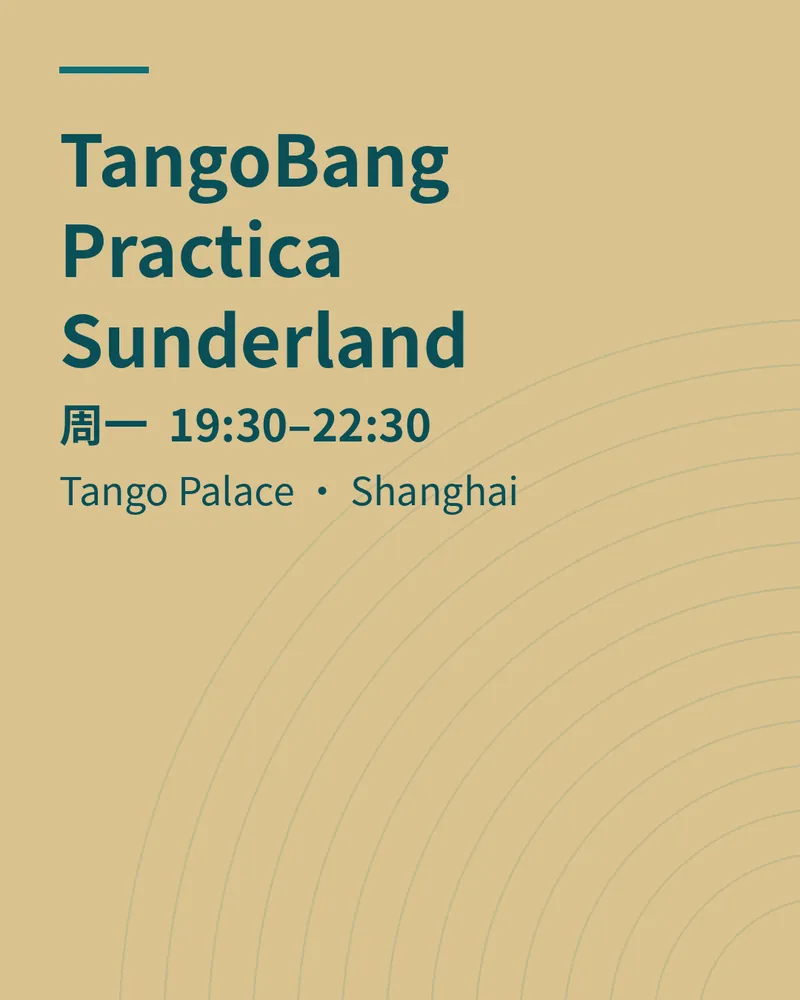 TangoBang
Practica
Sunderland
周一 19:30–22:30
Tango Palace · Shanghai